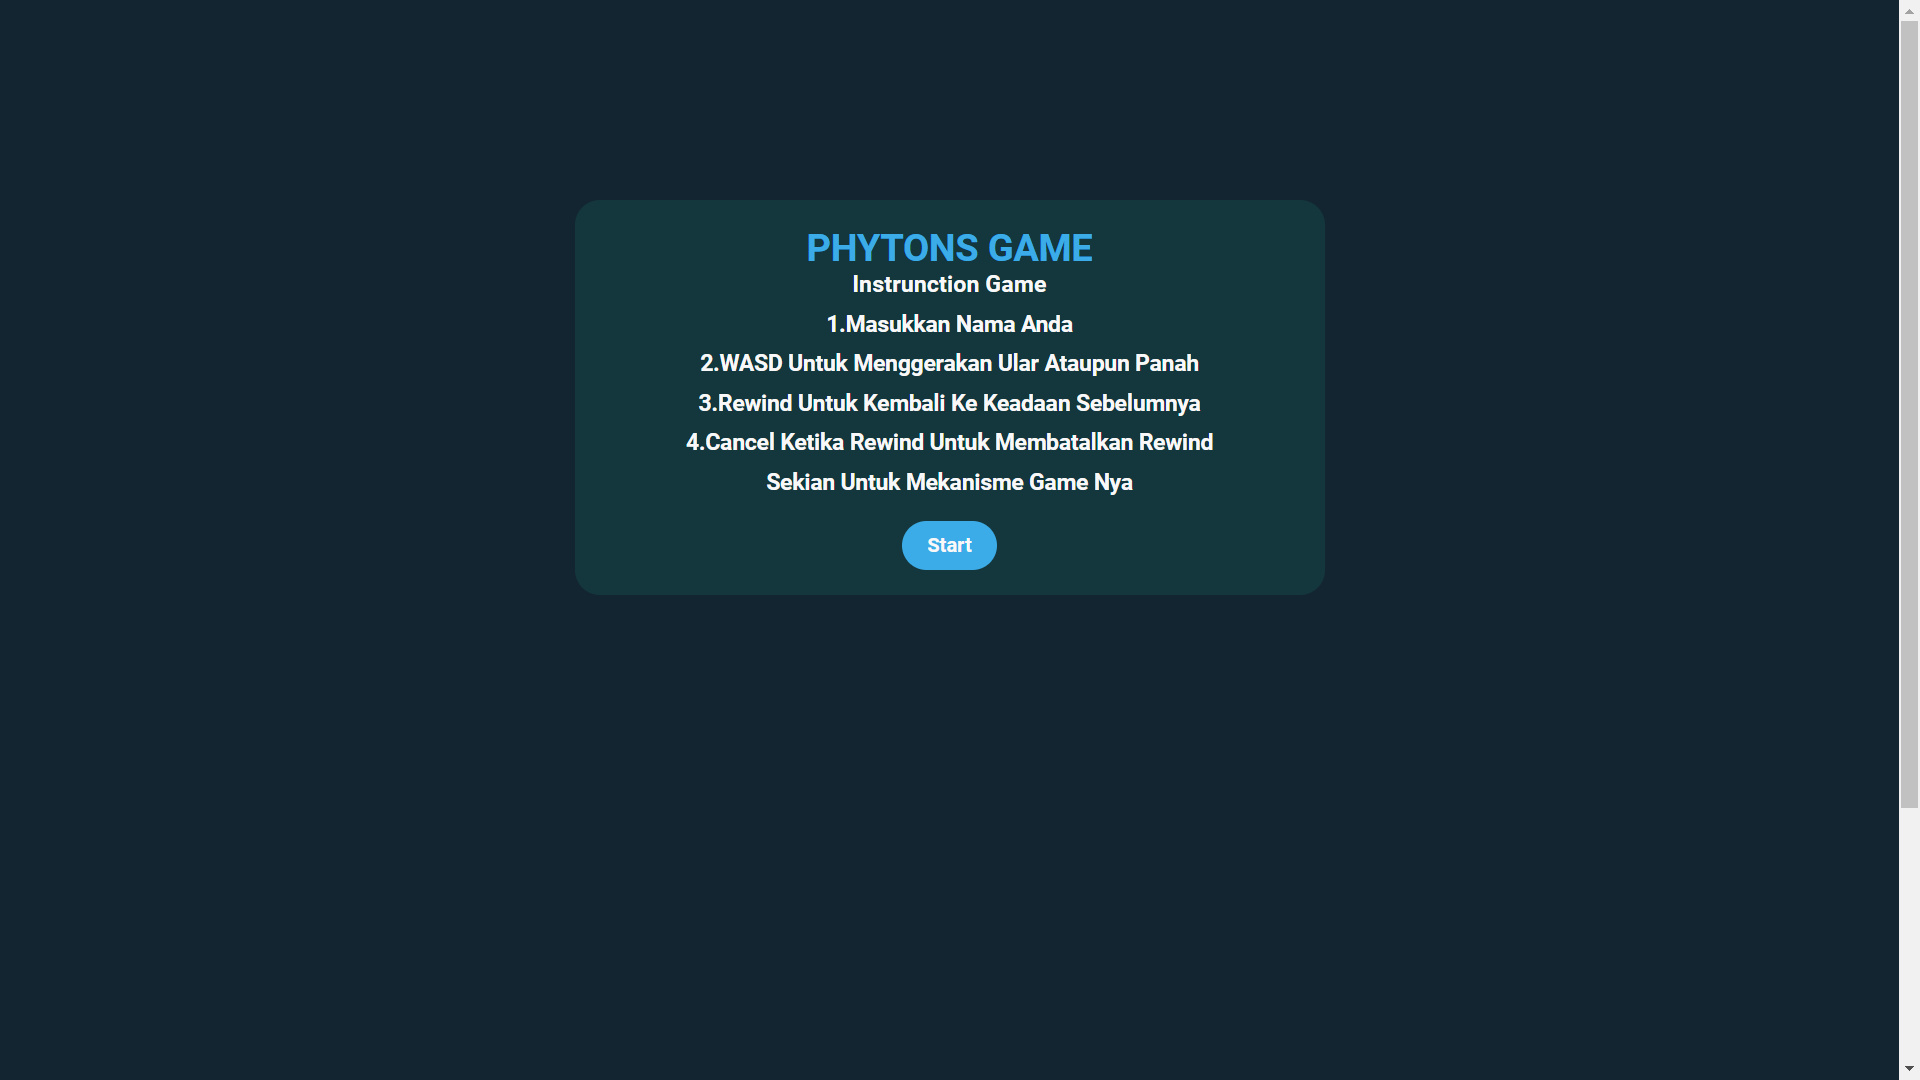 PHYTONS GAME
Instrunction Game
1.Masukkan Nama Anda
2.WASD Untuk Menggerakan Ular Ataupun Panah
3.Rewind Untuk Kembali Ke Keadaan Sebelumnya
4.Cancel Ketika Rewind Untuk Membatalkan Rewind
Sekian Untuk Mekanisme Game Nya
Start